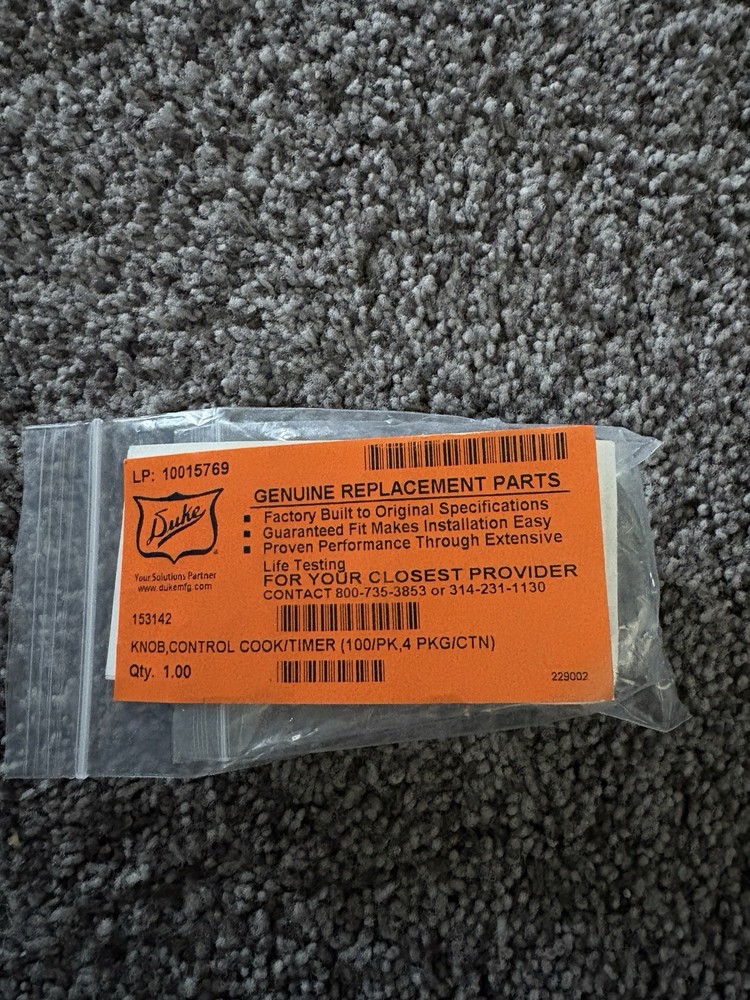 LP: 10015769
Duke
Your Solutions Partner
www.dukemfg.com
GENUINE REPLACEMENT PARTS
▪ Factory Built to Original Specifications
▪ Guaranteed Fit Makes Installation Easy
▪ Proven Performance Through Extensive
Life Testing
FOR YOUR CLOSEST PROVIDER
CONTACT 800-735-3853 or 314-231-1130
153142
KNOB,CONTROL COOK/TIMER (100/PK,4 PKG/CTN)
Qty. 1.00
229002